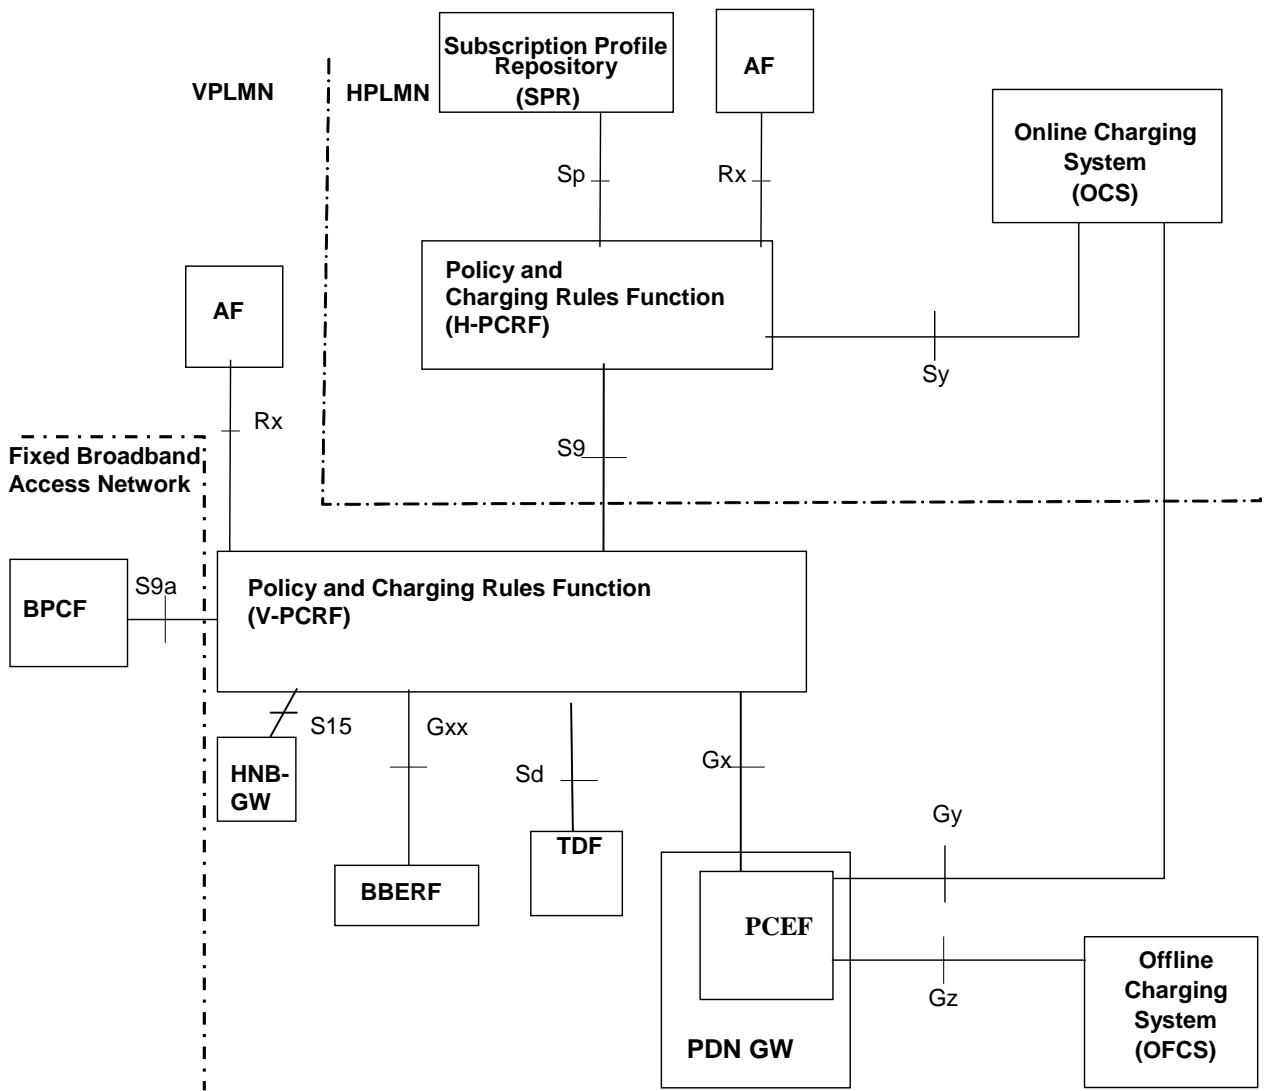 Subscription Profile
Repository
(SPR)
AF
VPLMN
HPLMN
Online Charging
System
(OCS)
Sp
Rx
Policy and
Charging Rules Function
(H-PCRF)
AF
Sy
Rx
S9
Fixed Broadband
Access Network
S9a
BPCF
Policy and Charging Rules Function
(V-PCRF)
S15
Gxx
Sd
Gx
HNB-
GW
TDF
BBERF
Gy
PCEF
Gz
PDN GW
Offline
Charging
System
(OFCS)